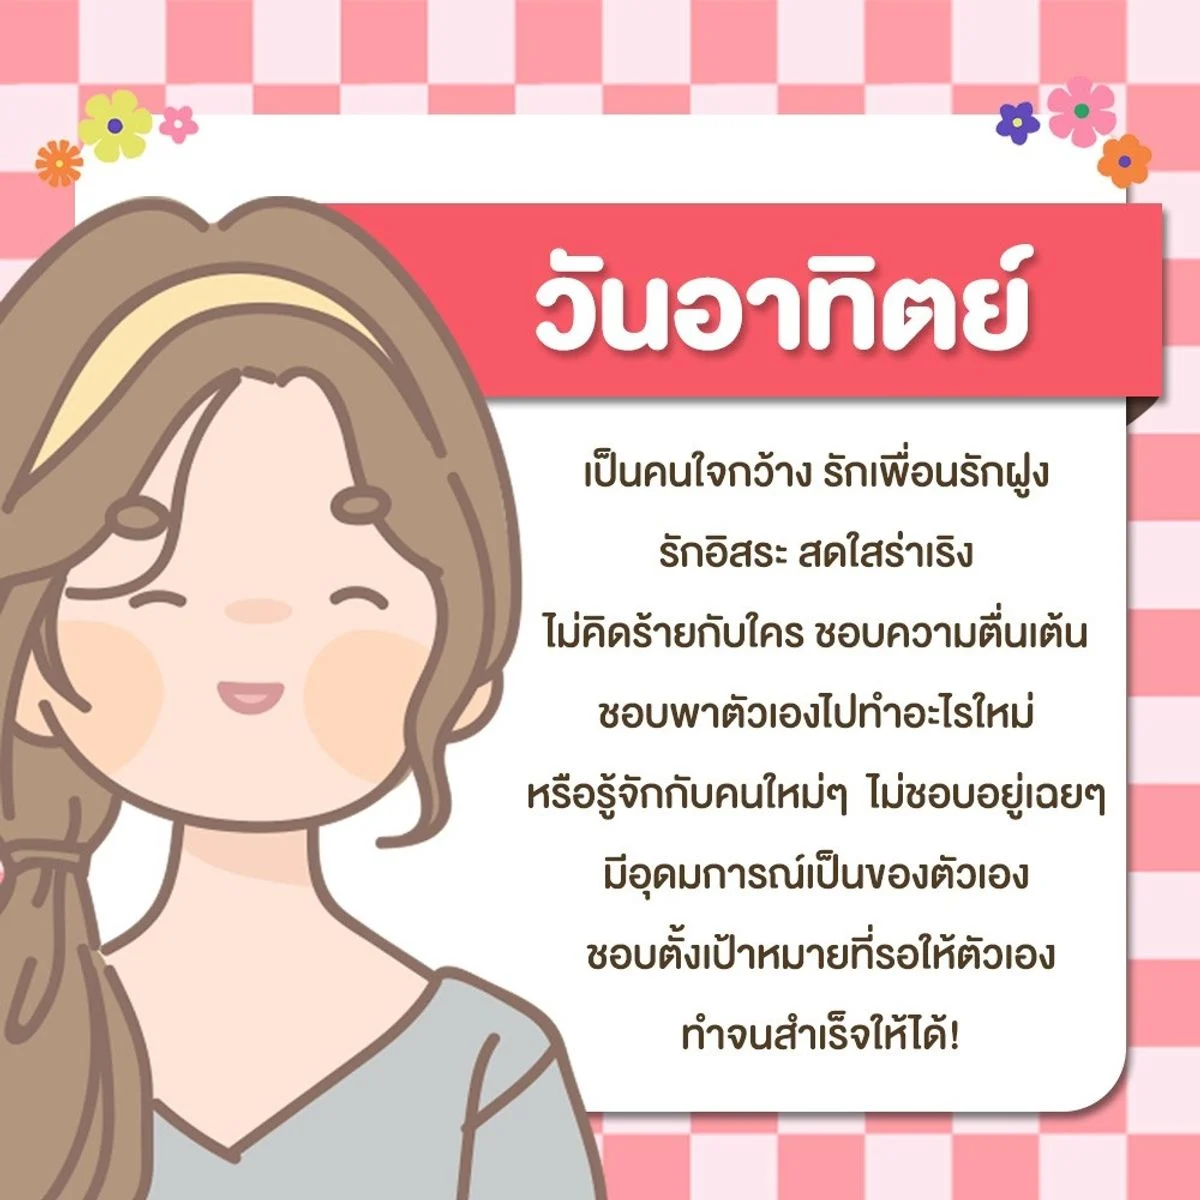 วันอาทิตย์
เป็นคนใจกว้าง รักเพื่อนรักฝูง
รักอิสระ สดใสร่าเริง
ไม่คิดร้ายกับใคร ชอบความตื่นเต้น
ชอบพาตัวเองไปทำอะไรใหม่
หรือรู้จักกับคนใหม่ๆ ไม่ชอบอยู่เฉยๆ
มีอุดมการณ์เป็นของตัวเอง
ชอบตั้งเป้าหมายที่รอให้ตัวเอง
ทำจนสำเร็จให้ได้!